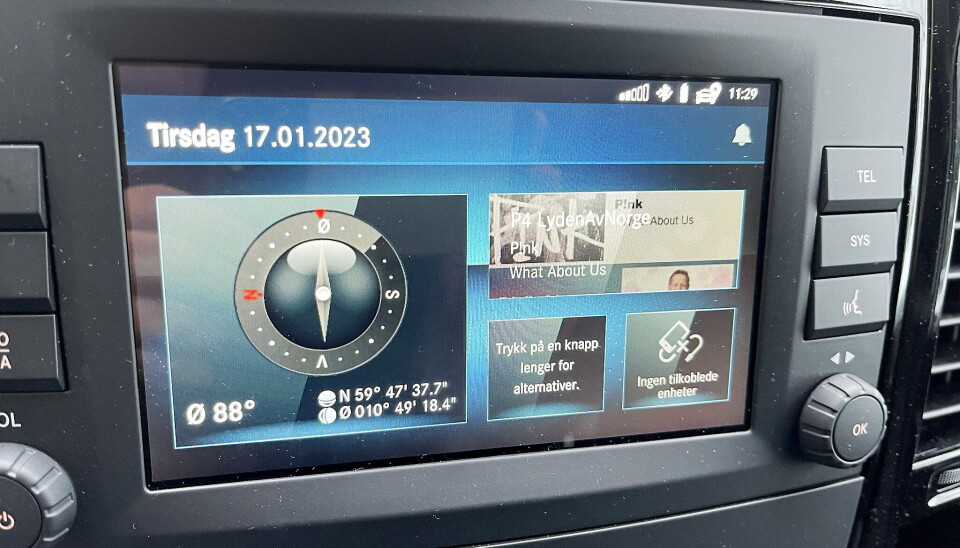 11:29
Tirsdag 17.01.2023
Ø
N
S
V
Ø 88°
N 59° 47' 37.7"
Ø 010° 49' 18.4"
P4 LydenAvNorge
P!nk
What About Us
P!nk
About Us
Trykk på en knapp
lenger for
alternativer.
Ingen tilkoblede
enheter
TEL
SYS
OK
OL